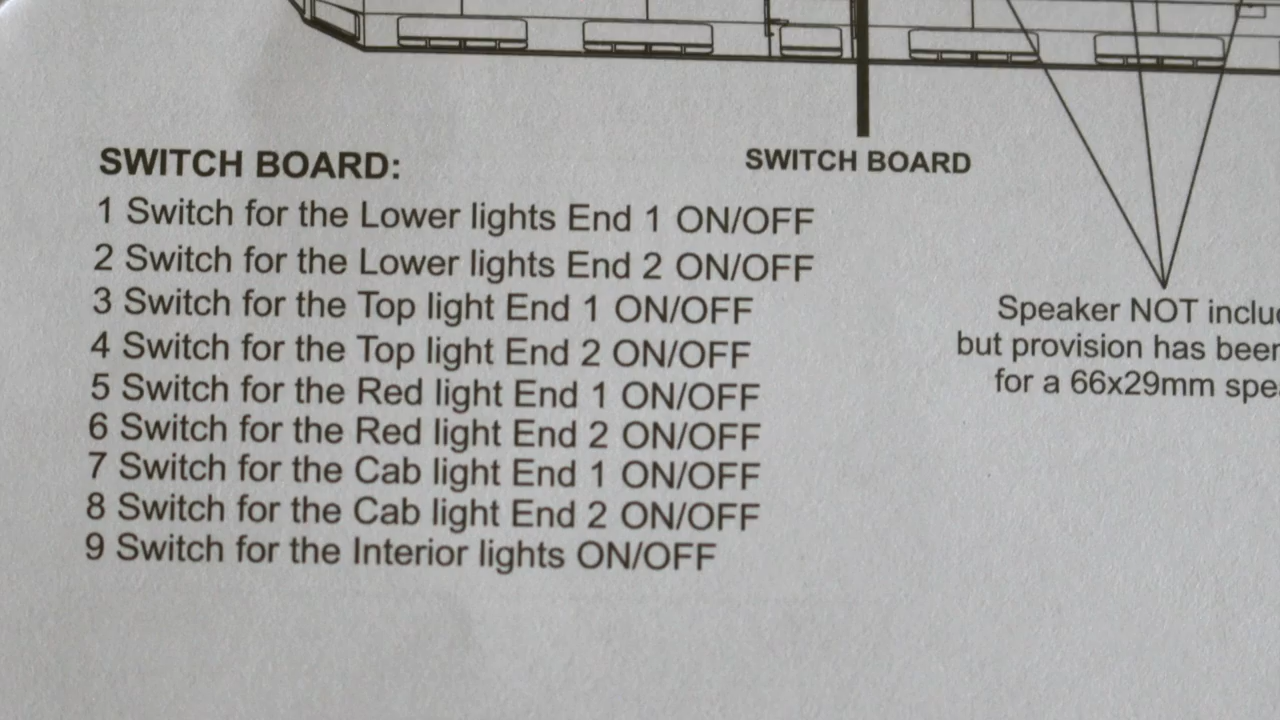 SWITCH BOARD:
1 Switch for the Lower lights End 1 ON/OFF
2 Switch for the Lower lights End 2 ON/OFF
3 Switch for the Top light End 1 ON/OFF
4 Switch for the Top light End 2 ON/OFF
5 Switch for the Red light End 1 ON/OFF
6 Switch for the Red light End 2 ON/OFF
7 Switch for the Cab light End 1 ON/OFF
8 Switch for the Cab light End 2 ON/OFF
9 Switch for the Interior lights ON/OFF
SWITCH BOARD
Speaker NOT
but provision has been
for a 66x29mm